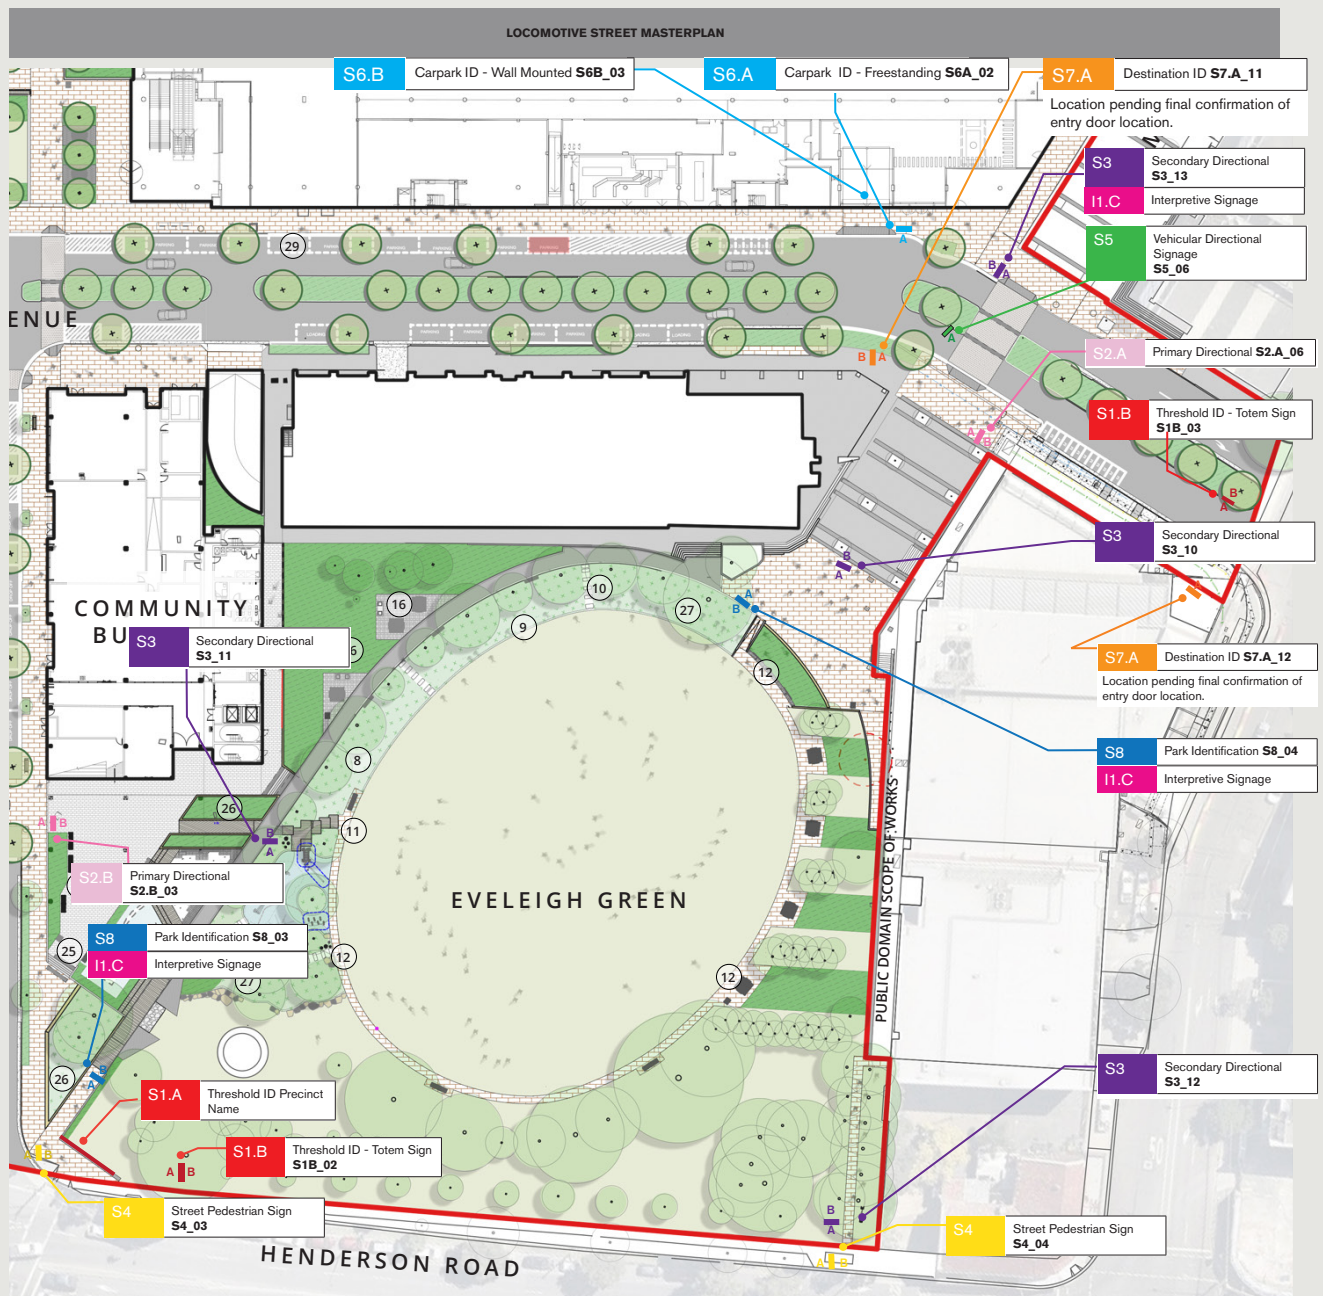 LOCOMOTIVE STREET MASTERPLAN
S6.B
Carpark ID - Wall Mounted S6B_03
S6.A
Carpark ID - Freestanding S6A_02
S7.A
Destination ID S7.A_11
Location pending final confirmation of
entry door location.
S3
Secondary Directional
S3_13
I1.C
Interpretive Signage
S5
Vehicular Directional
Signage
S5_06
A
B
A
29
ENUE
A
B
A
S2.A
Primary Directional S2.A_06
S1.B
Threshold ID - Totem Sign
S1B_03
A
B
B
A
S3
Secondary Directional
S3_10
B
A
COMMUNITY
BU
16
10
9
27
A
B
S3
Secondary Directional
S3_11
6
12
S7.A
Destination ID S7.A_12
Location pending final confirmation of
entry door location.
8
S8
Park Identification S8_04
I1.C
Interpretive Signage
26
11
A
B
B
A
PUBLIC DOMAIN SCOPE OF WORKS
S2.B
Primary Directional
S2.B_03
EVELEIGH GREEN
S8
Park Identification S8_03
I1.C
Interpretive Signage
25
12
27
12
26
B
A
S3
Secondary Directional
S3_12
S1.A
Threshold ID Precinct
Name
S1.B
Threshold ID - Totem Sign
S1B_02
A
B
A
B
S4
Street Pedestrian Sign
S4_03
B
A
S4
Street Pedestrian Sign
S4_04
A
B
HENDERSON ROAD